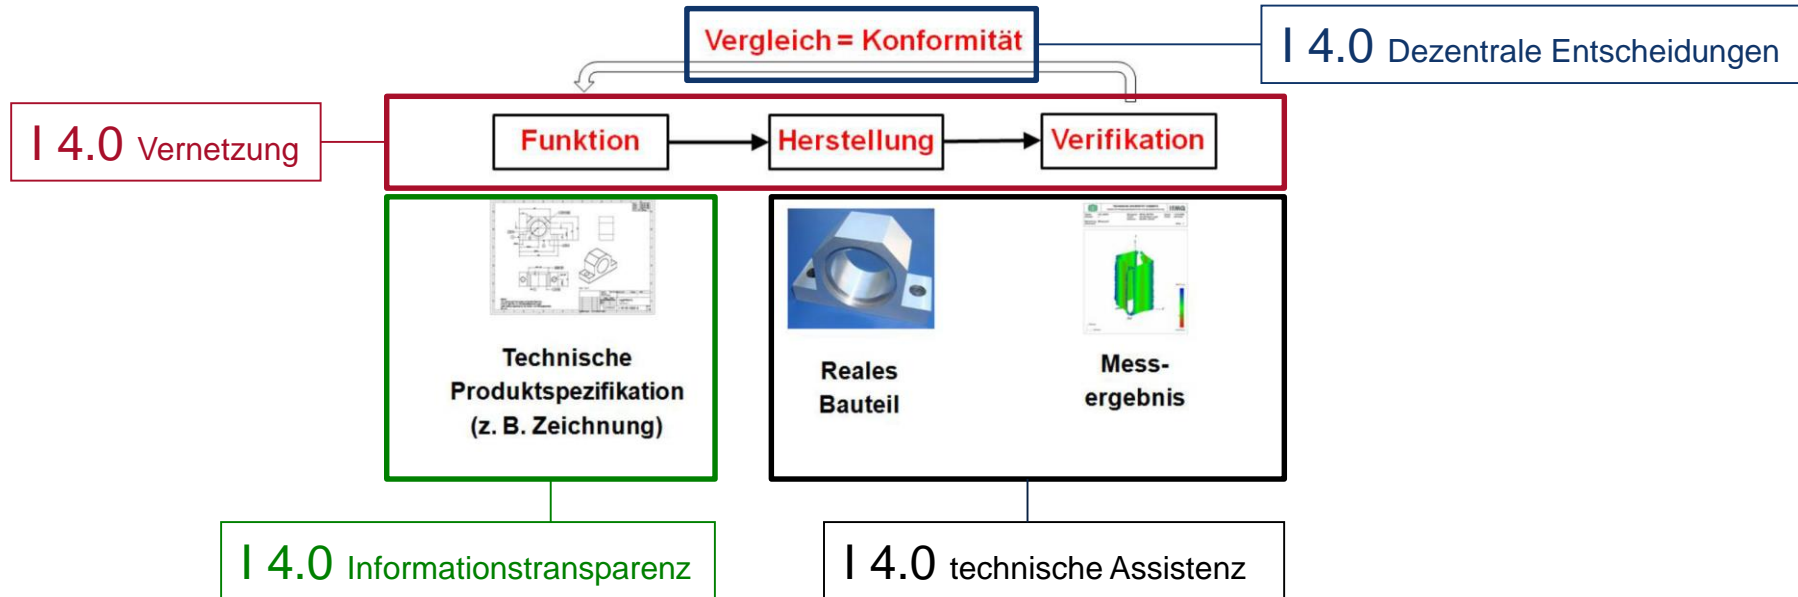 Vergleich = Konformität
I 4.0 Dezentrale Entscheidungen
I 4.0 Vernetzung
Funktion
Herstellung
Verifikation
Technische
Produktspezifikation
(z. B. Zeichnung)
Reales
Bauteil
Mess-
ergebnis
I 4.0 Informationstransparenz
I 4.0 technische Assistenz